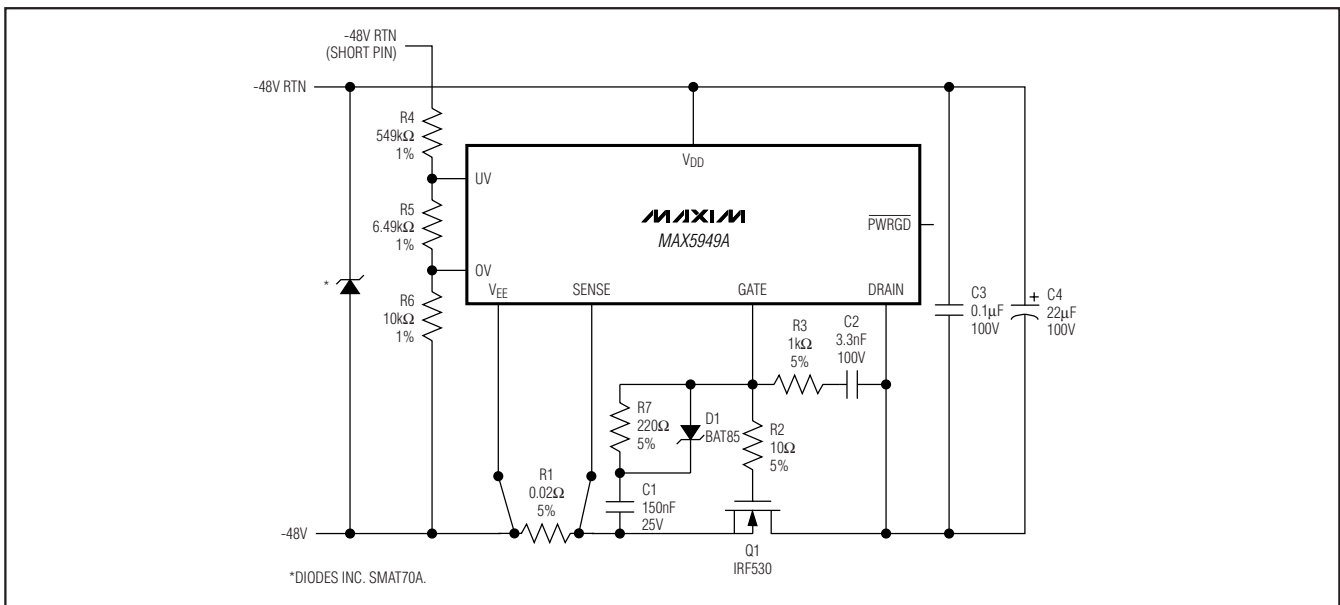 -48V RTN
(SHORT PIN)
-48V RTN
R4
549kΩ
1%
VDD
UV
R5
6.49kΩ
1%
MAXIM
MAX5949A
PWRGD
OV
*
VEE
SENSE
GATE
DRAIN
R6
10kΩ
1%
C3
0.1µF
100V
+
C4
22µF
100V
R3
1kΩ
5%
C2
3.3nF
100V
R7
220Ω
5%
D1
BAT85
R2
10Ω
5%
R1
0.02Ω
5%
C1
150nF
25V
-48V
Q1
IRF530
*DIODES INC. SMAT70A.